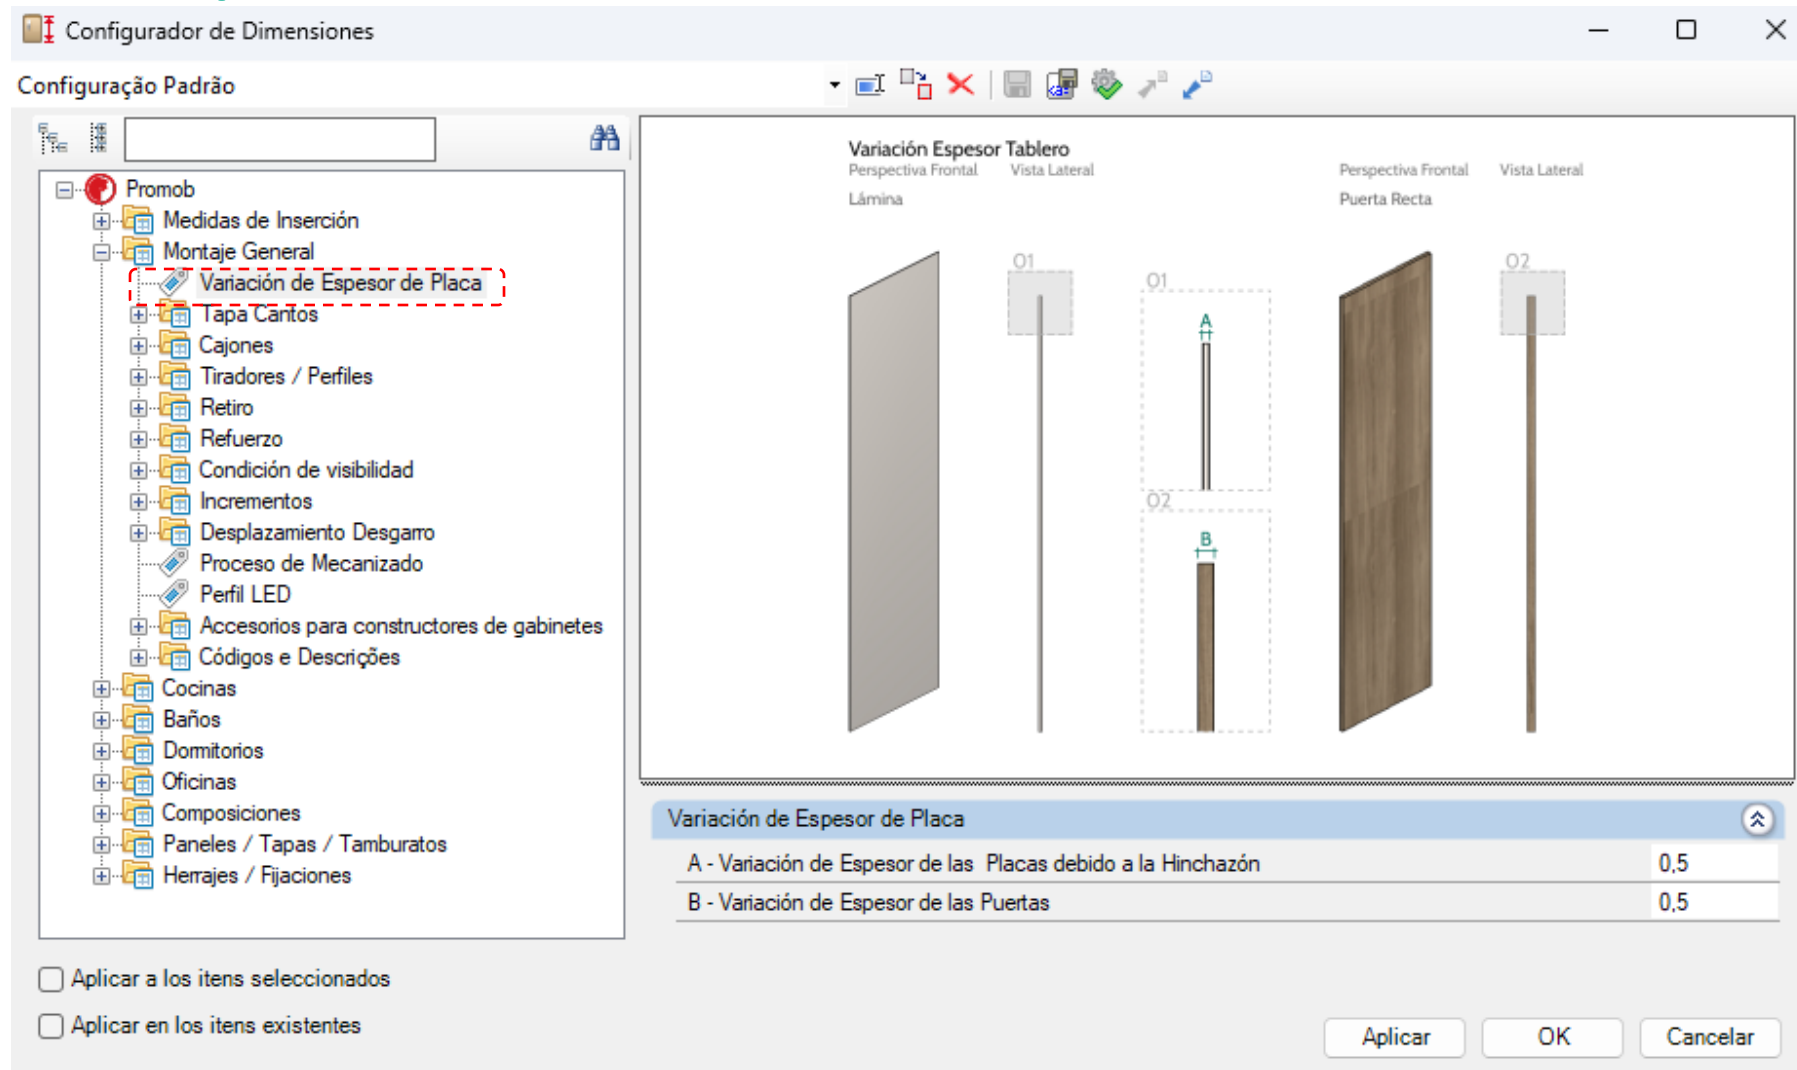 Configurador de Dimensiones
Configuração Padrão
Promob
Medidas de Inserción
Montaje General
Variación de Espesor de Placa
Tapa Cantos
Cajones
Tiradores / Perfiles
Retiro
Refuerzo
Condición de visibilidad
Incrementos
Desplazamiento Desgarro
Proceso de Mecanizado
Perfil LED
Accesorios para constructores de gabinetes
Códigos e Descrições
Cocinas
Baños
Dormitorios
Oficinas
Composiciones
Paneles / Tapas / Tamburatos
Herrajes / Fijaciones
Variación Espesor Tablero
Perspectiva Frontal Vista Lateral
Lámina
Perspectiva Frontal Vista Lateral
Puerta Recta
01
01
A
02
B
02
Variación de Espesor de Placa
A - Variación de Espesor de las  Placas debido a la Hinchazón 0,5
B - Variación de Espesor de las Puertas 0,5
Aplicar a los itens seleccionados
Aplicar en los itens existentes
Aplicar OK Cancelar